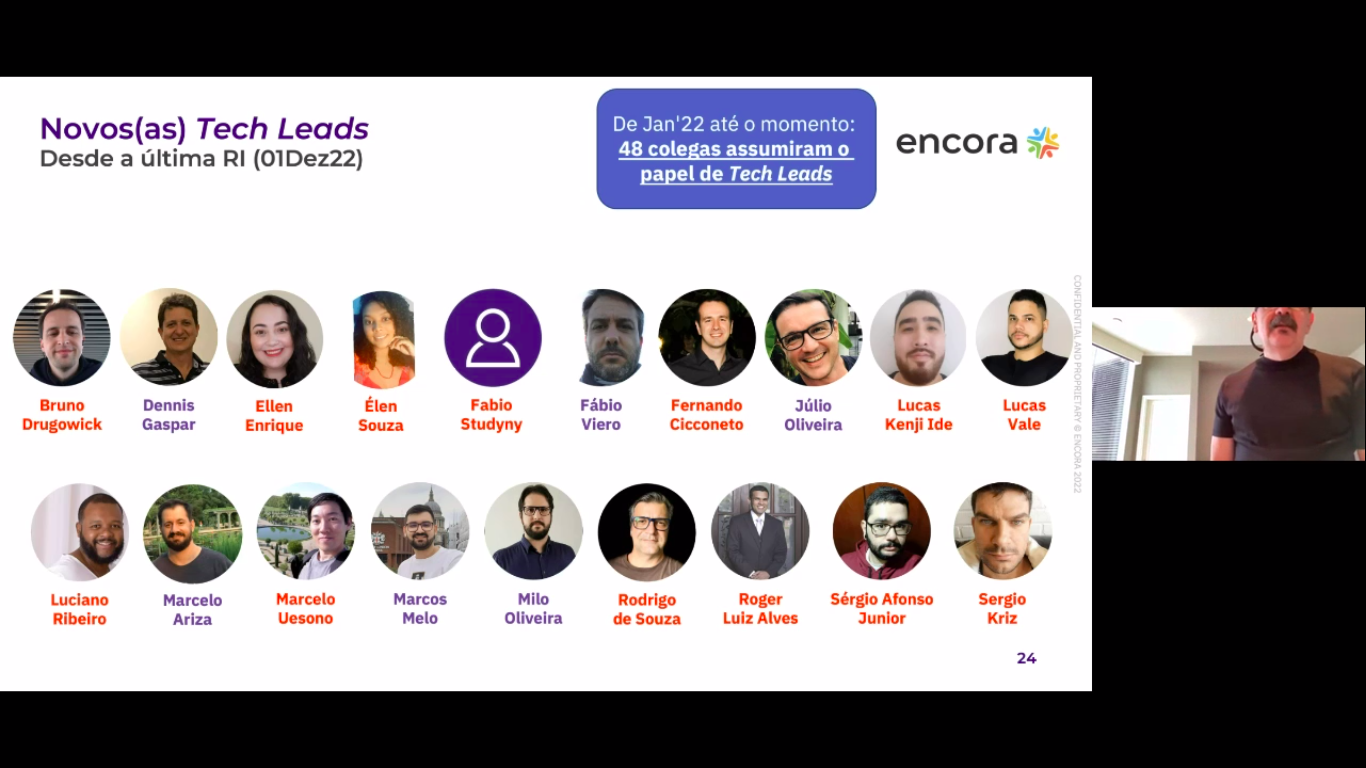 Novos(as) Tech Leads
Desde a última RI (01Dez22)
De Jan'22 até o momento:
48 colegas assumiram o
papel de Tech Leads
encora
Bruno
Drugowick
Dennis
Gaspar
Ellen
Enrique
Élen
Souza
Fabio
Studyny
Fábio
Viero
Fernando
Cicconeto
Júlio
Oliveira
Lucas
Kenji Ide
Lucas
Vale
Luciano
Ribeiro
Marcelo
Ariza
Marcelo
Uesono
Marcos
Melo
Milo
Oliveira
Rodrigo
de Souza
Roger
Luiz Alves
Sérgio Afonso
Junior
Sergio
Kriz
CONFIDENTIAL AND PROPRIETARY © ENCORA 2022
24